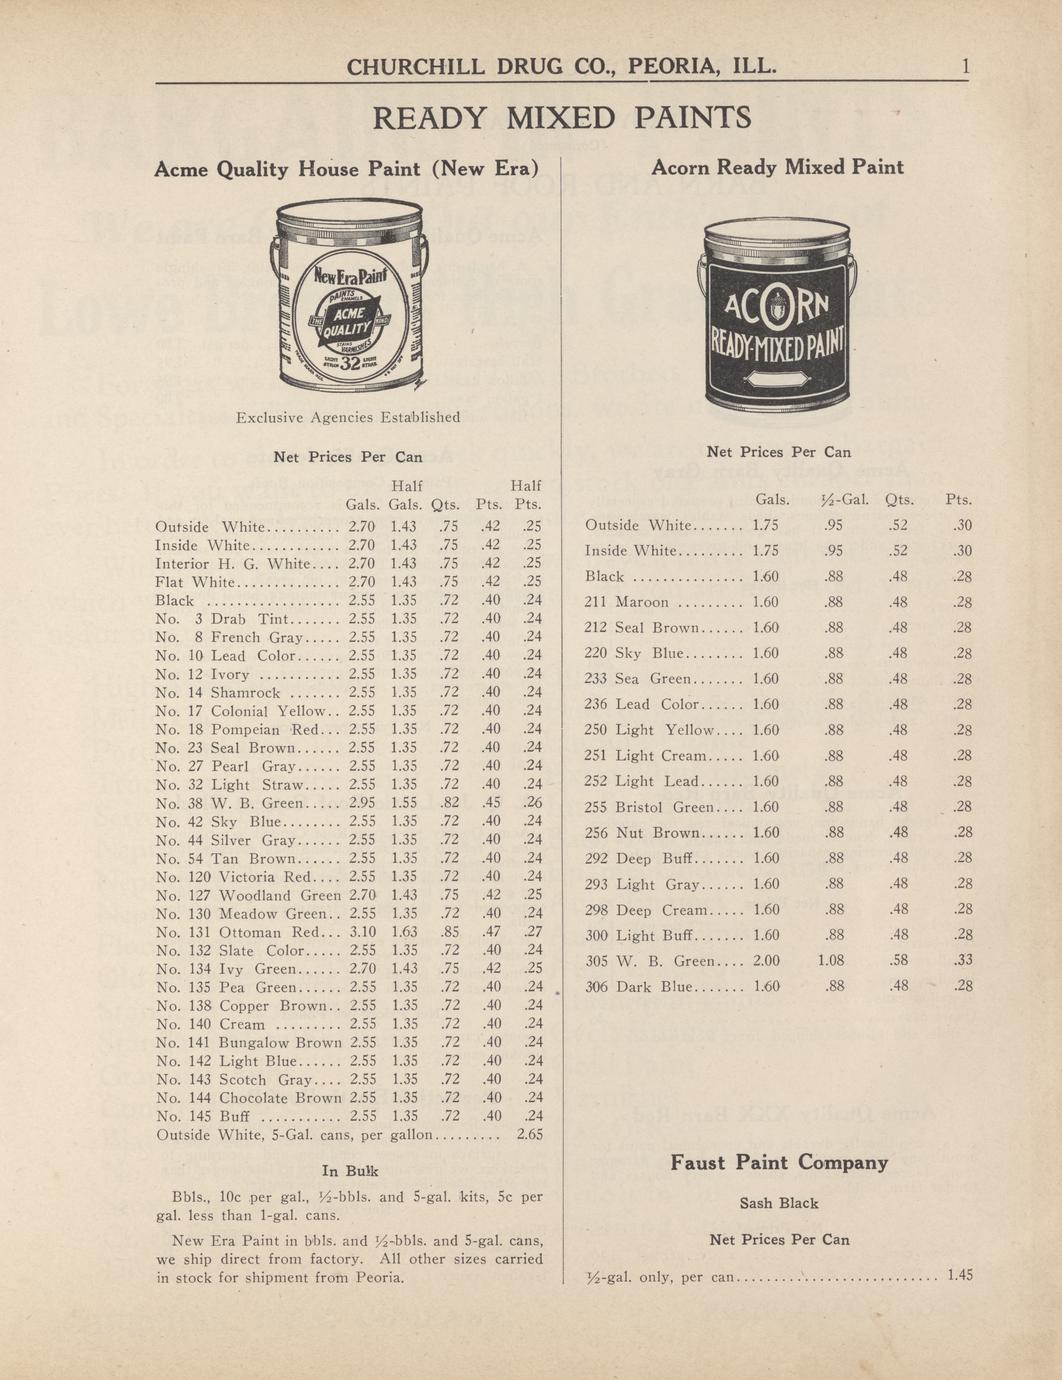 CHURCHILL DRUG CO., PEORIA, ILL. 1
READY MIXED PAINTS
Acme Quality House Paint (New Era)
New Era Paint
PAINTS
ENAMELS
THE ACME QUALITY KIND
STAINS
VARNISHES
LIGHT STRAW 32 LIGHT STRAW
Exclusive Agencies Established
Net Prices Per Can
Half Half
Gals. Gals. Qts. Pts. Pts.
Outside White.......... 2.70 1.43 .75 .42 .25
Inside White............ 2.70 1.43 .75 .42 .25
Interior H. G. White.... 2.70 1.43 .75 .42 .25
Flat White.............. 2.70 1.43 .75 .42 .25
Black .................. 2.55 1.35 .72 .40 .24
No. 3 Drab Tint....... 2.55 1.35 .72 .40 .24
No. 8 French Gray..... 2.55 1.35 .72 .40 .24
No. 10 Lead Color...... 2.55 1.35 .72 .40 .24
No. 12 Ivory ........... 2.55 1.35 .72 .40 .24
No. 14 Shamrock ....... 2.55 1.35 .72 .40 .24
No. 17 Colonial Yellow.. 2.55 1.35 .72 .40 .24
No. 18 Pompeian Red... 2.55 1.35 .72 .40 .24
No. 23 Seal Brown...... 2.55 1.35 .72 .40 .24
No. 27 Pearl Gray...... 2.55 1.35 .72 .40 .24
No. 32 Light Straw..... 2.55 1.35 .72 .40 .24
No. 38 W. B. Green..... 2.95 1.55 .82 .45 .26
No. 42 Sky Blue........ 2.55 1.35 .72 .40 .24
No. 44 Silver Gray...... 2.55 1.35 .72 .40 .24
No. 54 Tan Brown...... 2.55 1.35 .72 .40 .24
No. 120 Victoria Red.... 2.55 1.35 .72 .40 .24
No. 127 Woodland Green 2.70 1.43 .75 .42 .25
No. 130 Meadow Green.. 2.55 1.35 .72 .40 .24
No. 131 Ottoman Red... 3.10 1.63 .85 .47 .27
No. 132 Slate Color..... 2.55 1.35 .72 .40 .24
No. 134 Ivy Green...... 2.70 1.43 .75 .42 .25
No. 135 Pea Green...... 2.55 1.35 .72 .40 .24
No. 138 Copper Brown.. 2.55 1.35 .72 .40 .24
No. 140 Cream ......... 2.55 1.35 .72 .40 .24
No. 141 Bungalow Brown 2.55 1.35 .72 .40 .24
No. 142 Light Blue...... 2.55 1.35 .72 .40 .24
No. 143 Scotch Gray.... 2.55 1.35 .72 .40 .24
No. 144 Chocolate Brown 2.55 1.35 .72 .40 .24
No. 145 Buff ........... 2.55 1.35 .72 .40 .24
Outside White, 5-Gal. cans, per gallon......... 2.65
In Bulk
Bbls., 10c per gal., ½-bbls. and 5-gal. kits, 5c per
gal. less than 1-gal. cans.
New Era Paint in bbls. and ½-bbls. and 5-gal. cans,
we ship direct from factory. All other sizes carried
in stock for shipment from Peoria.
Acorn Ready Mixed Paint
ACORN
READY-MIXED PAINT
Net Prices Per Can
Gals. ½-Gal. Qts. Pts.
Outside White....... 1.75 .95 .52 .30
Inside White......... 1.75 .95 .52 .30
Black ............... 1.60 .88 .48 .28
211 Maroon ......... 1.60 .88 .48 .28
212 Seal Brown...... 1.60 .88 .48 .28
220 Sky Blue........ 1.60 .88 .48 .28
233 Sea Green....... 1.60 .88 .48 .28
236 Lead Color...... 1.60 .88 .48 .28
250 Light Yellow.... 1.60 .88 .48 .28
251 Light Cream..... 1.60 .88 .48 .28
252 Light Lead...... 1.60 .88 .48 .28
255 Bristol Green.... 1.60 .88 .48 .28
256 Nut Brown...... 1.60 .88 .48 .28
292 Deep Buff....... 1.60 .88 .48 .28
293 Light Gray...... 1.60 .88 .48 .28
298 Deep Cream..... 1.60 .88 .48 .28
300 Light Buff....... 1.60 .88 .48 .28
305 W. B. Green.... 2.00 1.08 .58 .33
306 Dark Blue....... 1.60 .88 .48 .28
Faust Paint Company
Sash Black
Net Prices Per Can
½-gal. only, per can............................ 1.45